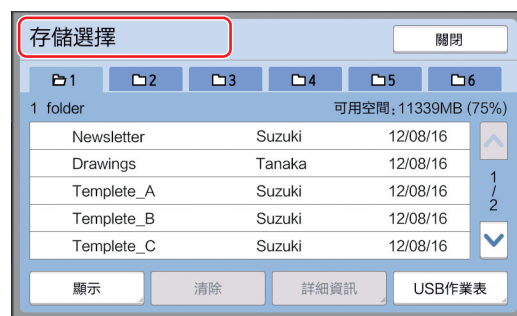 存儲選擇 關閉
1 2 3 4 5 6
1 folder 可用空間:11339MB (75%)
Newsletter Suzuki 12/08/16
Drawings Tanaka 12/08/16
Templete_A Suzuki 12/08/16
Templete_B Suzuki 12/08/16
Templete_C Suzuki 12/08/16
1
/
2
顯示 清除 詳細資訊 USB作業表